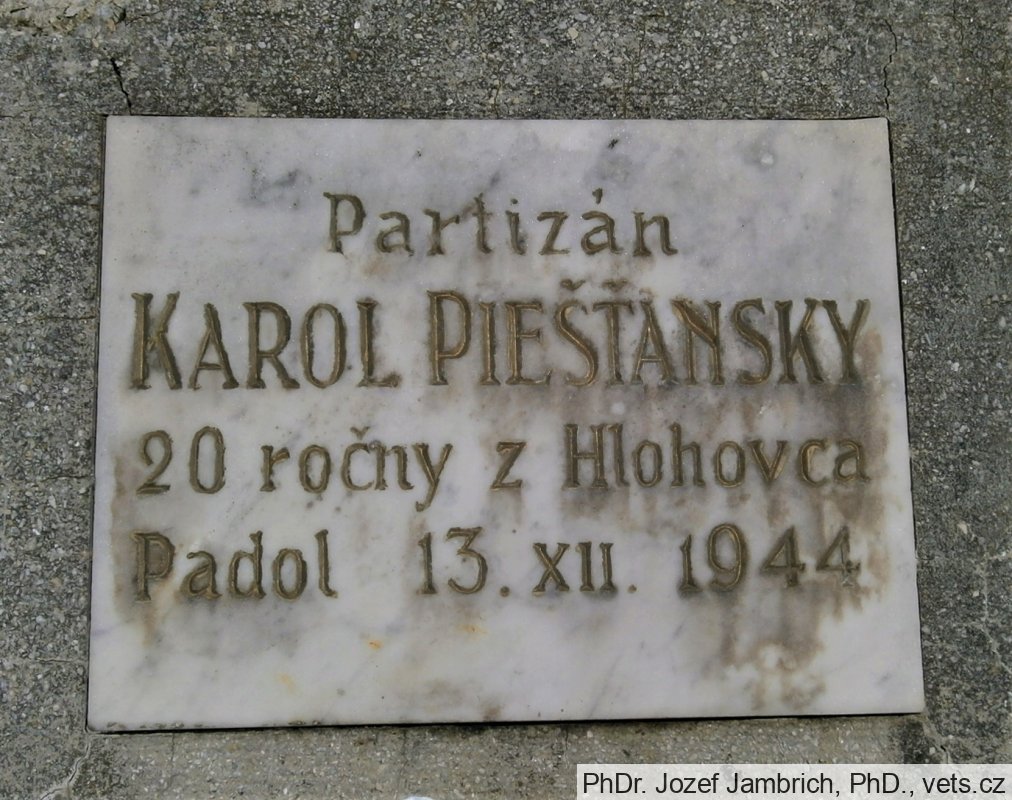 Partizán
KAROL PIEŠŤANSKY
20 ročny z Hlohovca
Padol 13. XII. 1944
PhDr. Jozef Jambrich, PhD., vets.cz